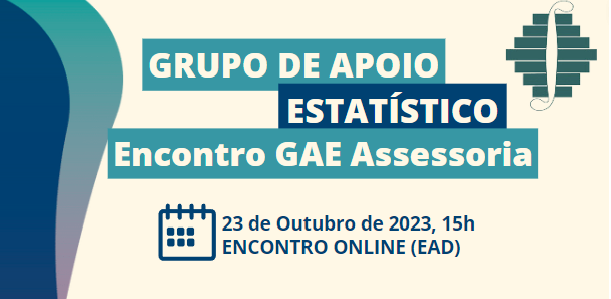 GRUPO DE APOIO
ESTATÍSTICO
Encontro GAE Assessoria
23 de Outubro de 2023, 15h
ENCONTRO ONLINE (EAD)